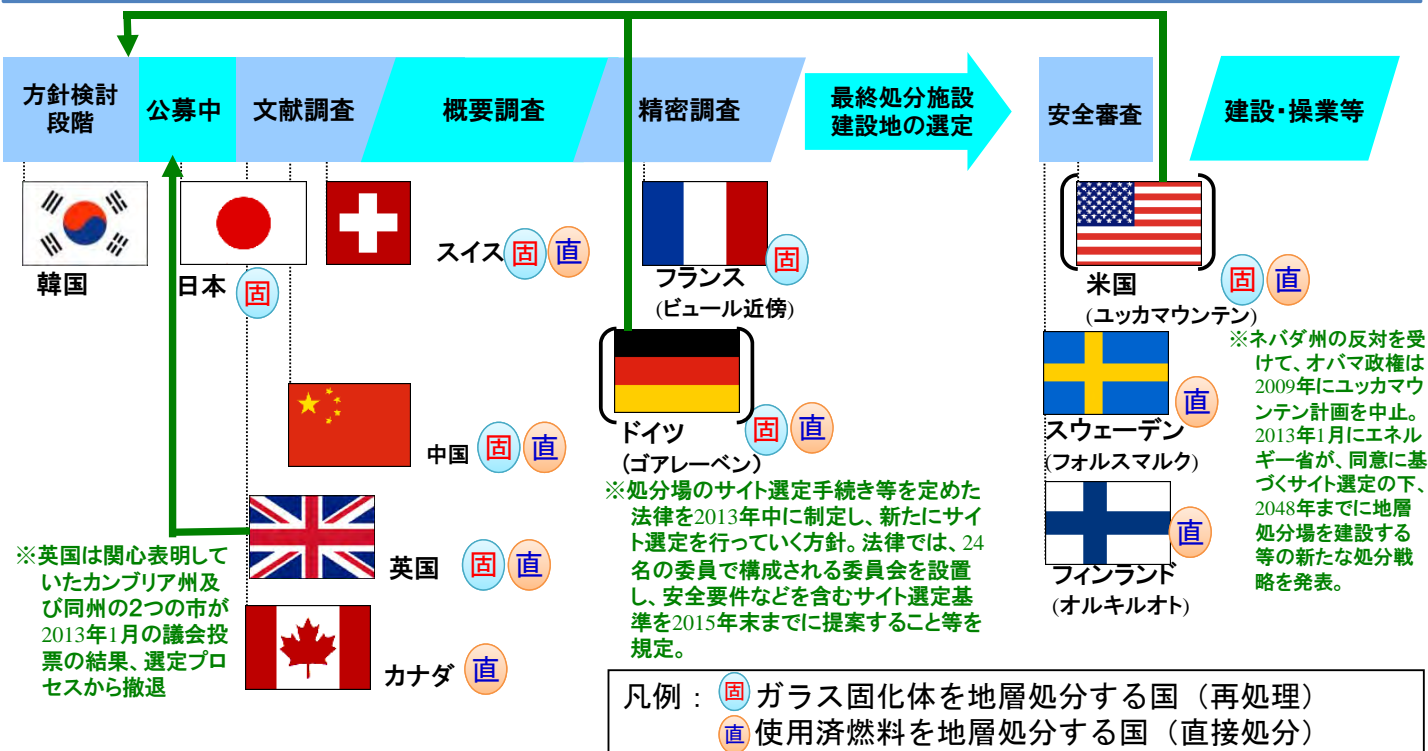 方針検討
段階
公募中
文献調査
概要調査
精密調査
最終処分施設
建設地の選定
安全審査
建設・操業等
韓国
日本
固
スイス
固
直
フランス
固
(ビュール近傍)
米国
固
直
(ユッカマウンテン)
中国
固
直
ドイツ
固
直
(ゴアレーベン)
スウェーデン
直
(フォルスマルク)
英国
固
直
フィンランド
直
(オルキルオト)
カナダ
直
※英国は関心表明して
いたカンブリア州及
び同州の2つの市が
2013年1月の議会投
票の結果、選定プロ
セスから撤退
※処分場のサイト選定手続き等を定めた
法律を2013年中に制定し、新たにサイ
ト選定を行っていく方針。法律では、24
名の委員で構成される委員会を設置
し、安全要件などを含むサイト選定基
準を2015年末までに提案すること等を
規定。
※ネバダ州の反対を受
けて、オバマ政権は
2009年にユッカマウ
ンテン計画を中止。
2013年1月にエネル
ギー省が、同意に基
づくサイト選定の下、
2048年までに地層
処分場を建設する
等の新たな処分戦
略を発表。
凡例： 固 ガラス固化体を地層処分する国（再処理）
直 使用済燃料を地層処分する国（直接処分）